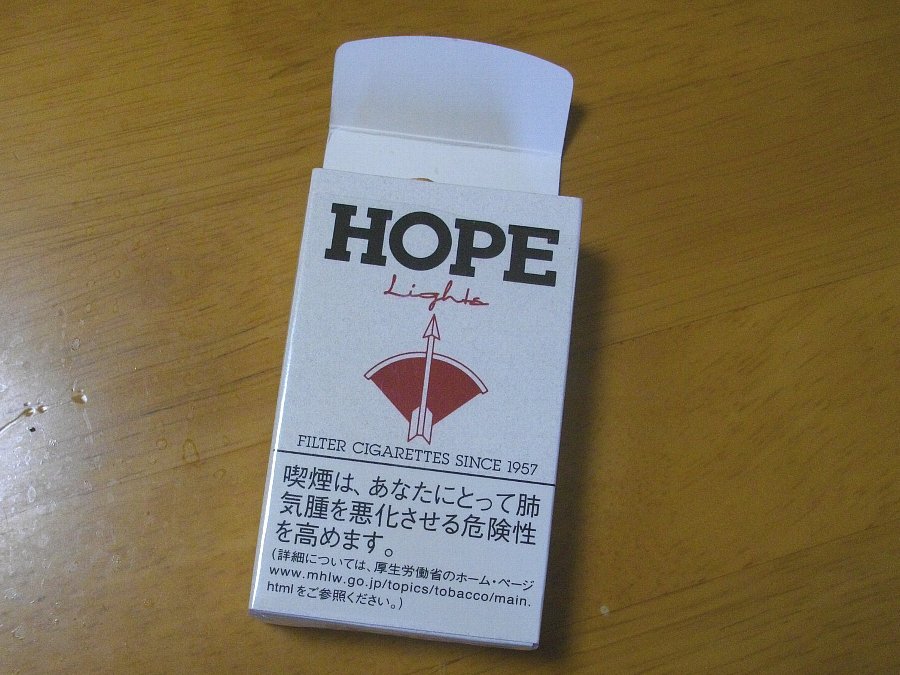 HOPE
Lights
FILTER CIGARETTES SINCE 1957
喫煙は、あなたにとって肺
気腫を悪化させる危険性
を高めます。
（詳細については、厚生労働省のホーム・ページ
www.mhlw.go.jp/topics/tobacco/main.
htmlをご参照ください。）